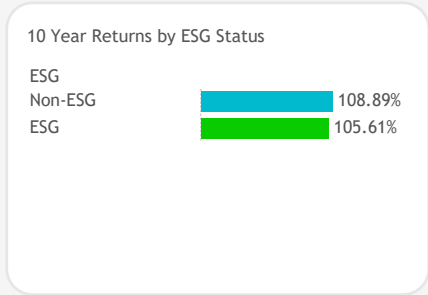 10 Year Returns by ESG Status
ESG
Non-ESG 108.89%
ESG 105.61%